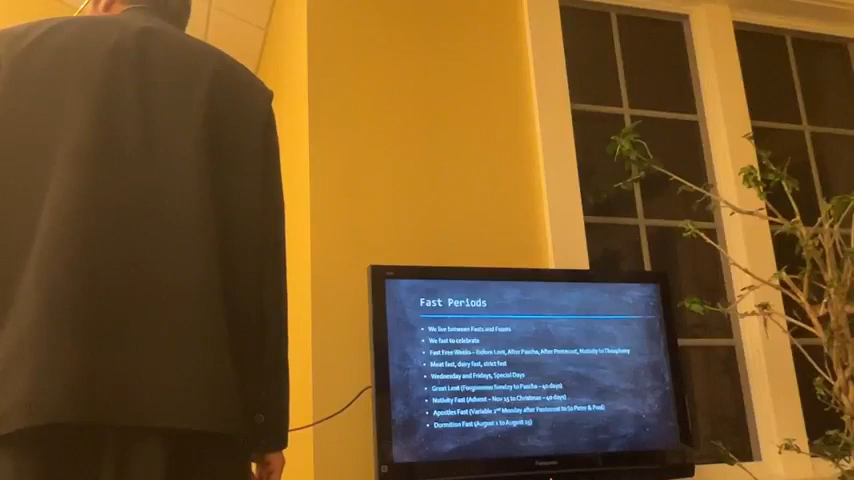 Fast Periods
• We live between Fasts and Feasts
• We fast to celebrate
• Fast Free Weeks – Before Lent, After Pascha, After Pentecost, Nativity to Theophany
• Meat fast, dairy fast, strict fast
• Wednesday and Fridays, Special Days
• Great Lent (Forgiveness Sunday to Pascha – 40 days)
• Nativity Fast (Advent – Nov 15 to Christmas – 40 days)
• Apostles Fast (Variable 2nd Monday after Pentecost to Ss Peter & Paul)
• Dormition Fast (August 1 to August 15)
Panasonic